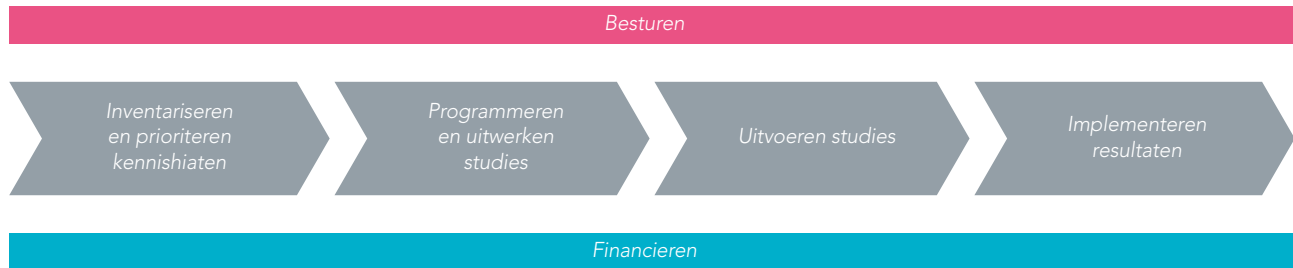 Besturen
Inventariseren
en prioriteren
kennishiaten
Programmeren
en uitwerken
studies
Uitvoeren studies
Implementeren
resultaten
Financieren